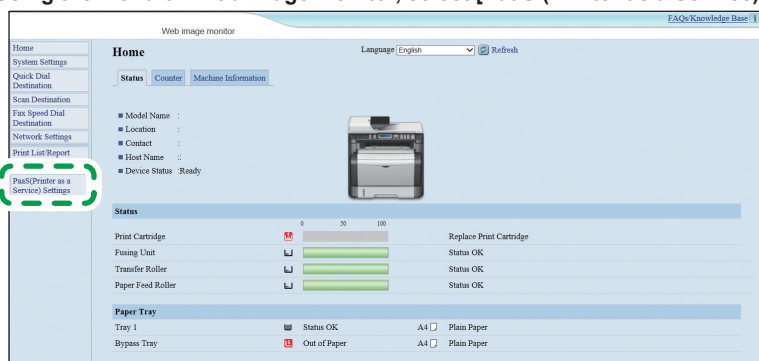 FAQs/Knowledge Base
Web image monitor
Home
System Settings
Quick Dial
Destination
Scan Destination
Fax Speed Dial
Destination
Network Settings
Print List/Report
PaaS(Printer as a
Service) Settings
Home
Language English
Refresh
Status Counter Machine Information
Model Name :
Location :
Contact :
Host Name ::
Device Status :Ready
Status
0 50 100
Print Cartridge Replace Print Cartridge
Fusing Unit Status OK
Transfer Roller Status OK
Paper Feed Roller Status OK
Paper Tray
Tray 1 Status OK A4 Plain Paper
Bypass Tray Out of Paper A4 Plain Paper